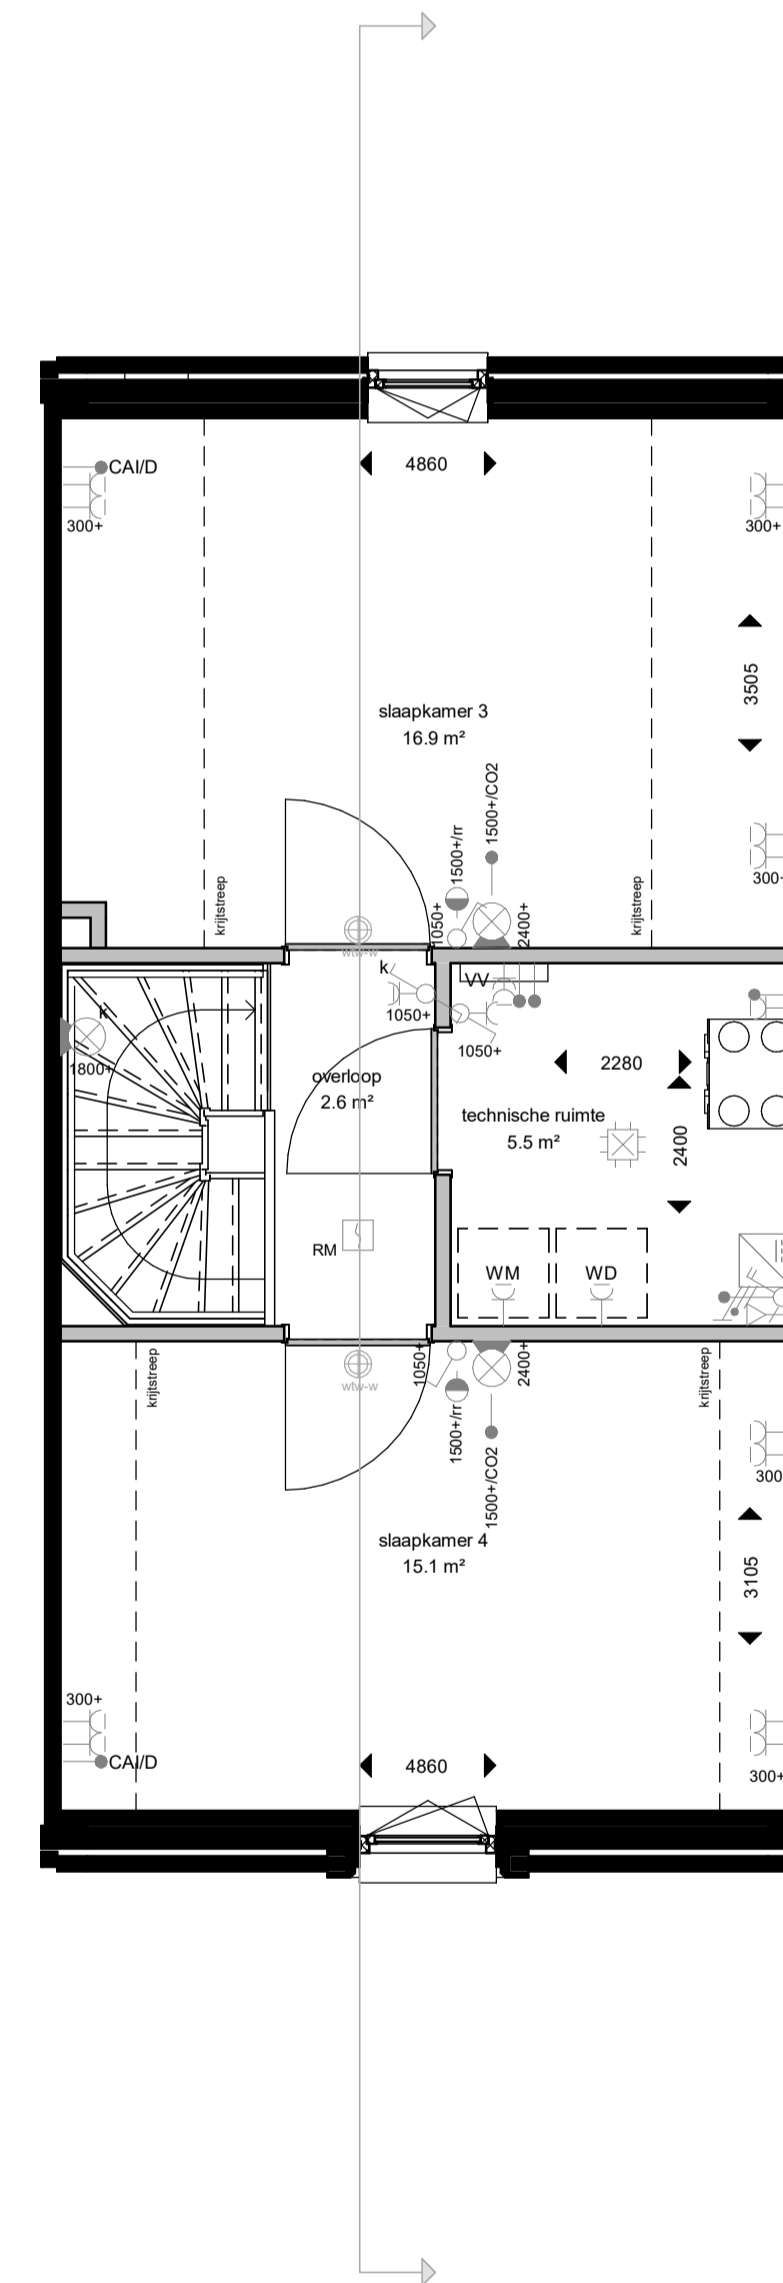 CAI/D
300+
4860
300+
3505
slaapkamer 3
16.9 m²
1500+/CO2
1500+/rr
300+
krijtstreep
krijtstreep
1050+
2400+
wtw-w
k
VV
1050+
k
1800+
1050+
2280
overloop
2.6 m²
technische ruimte
5.5 m²
2400
RM
WM
WD
krijtstreep
krijtstreep
1050+
2400+
wtw-w
1500+/rr
1500+/CO2
300
slaapkamer 4
15.1 m²
3105
300+
CAI/D
4860
300+